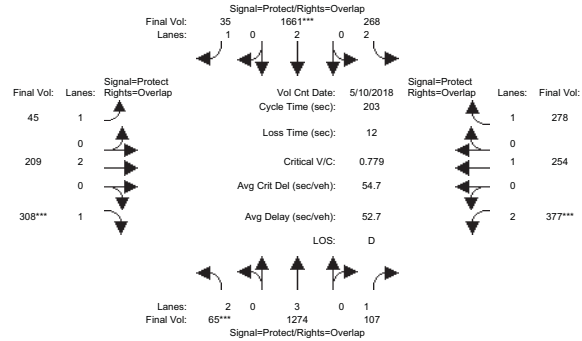 Signal=Protect/Rights=Overlap
Final Vol: 35 1661*** 268
Lanes: 1 0 2 0 2
Signal=Protect Signal=Protect
Final Vol: Lanes: Rights=Overlap Vol Cnt Date: 5/10/2018 Rights=Overlap Lanes: Final Vol:
Cycle Time (sec): 203
45 1 1 278
Loss Time (sec): 12
0 0
209 2 Critical V/C: 0.779 1 254
0 Avg Crit Del (sec/veh): 54.7 0
308*** 1 Avg Delay (sec/veh): 52.7 2 377***
LOS: D
Lanes: 2 0 3 0 1
Final Vol: 65*** 1274 107
Signal=Protect/Rights=Overlap